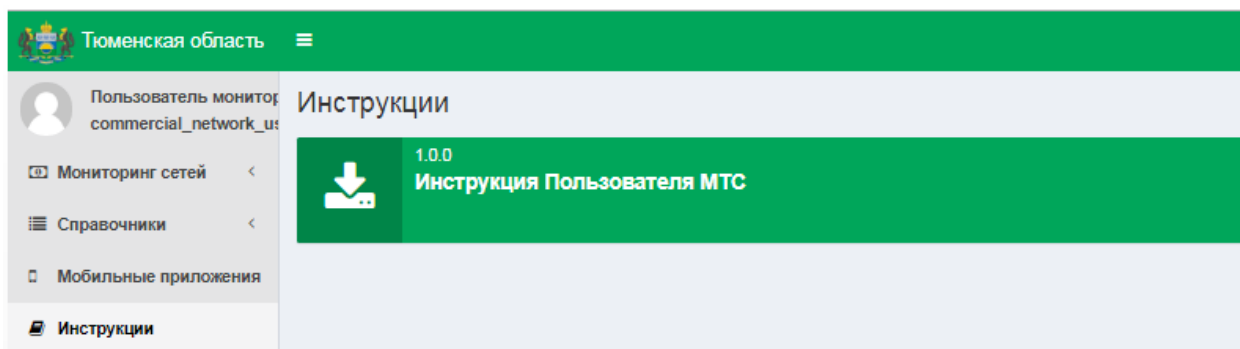 Тюменская область
Пользователь монитор
commercial_network_us
Мониторинг сетей
Справочники
Мобильные приложения
Инструкции
Инструкции
1.0.0
Инструкция Пользователя МТС